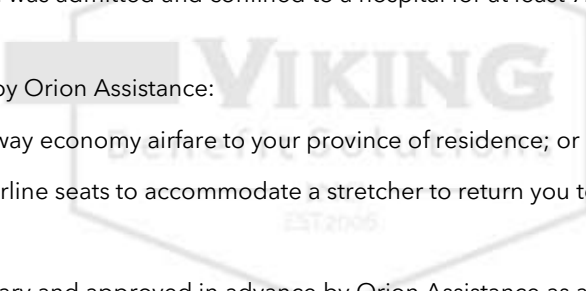 was admitted and confined to a hospital for at least
by Orion Assistance:
VIKING
way economy airfare to your province of residence; or
Benefit Solutions
rline seats to accommodate a stretcher to return you t
EST 2006
ary and approved in advance by Orion Assistance as